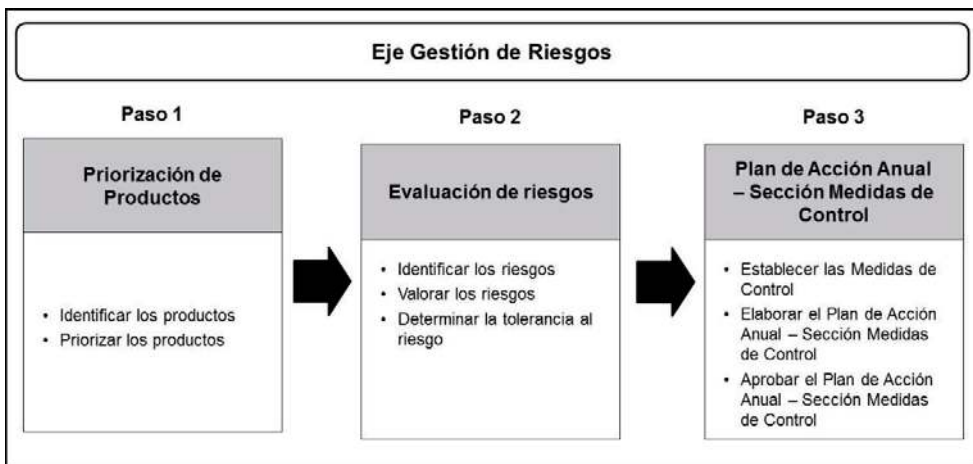 Eje Gestión de Riesgos
Paso 1
Priorización de
Productos
• Identificar los productos
• Priorizar los productos
Paso 2
Evaluación de riesgos
• Identificar los riesgos
• Valorar los riesgos
• Determinar la tolerancia al
riesgo
Paso 3
Plan de Acción Anual
– Sección Medidas de
Control
• Establecer las Medidas de
Control
• Elaborar el Plan de Acción
Anual – Sección Medidas
de Control
• Aprobar el Plan de Acción
Anual – Sección Medidas
de Control